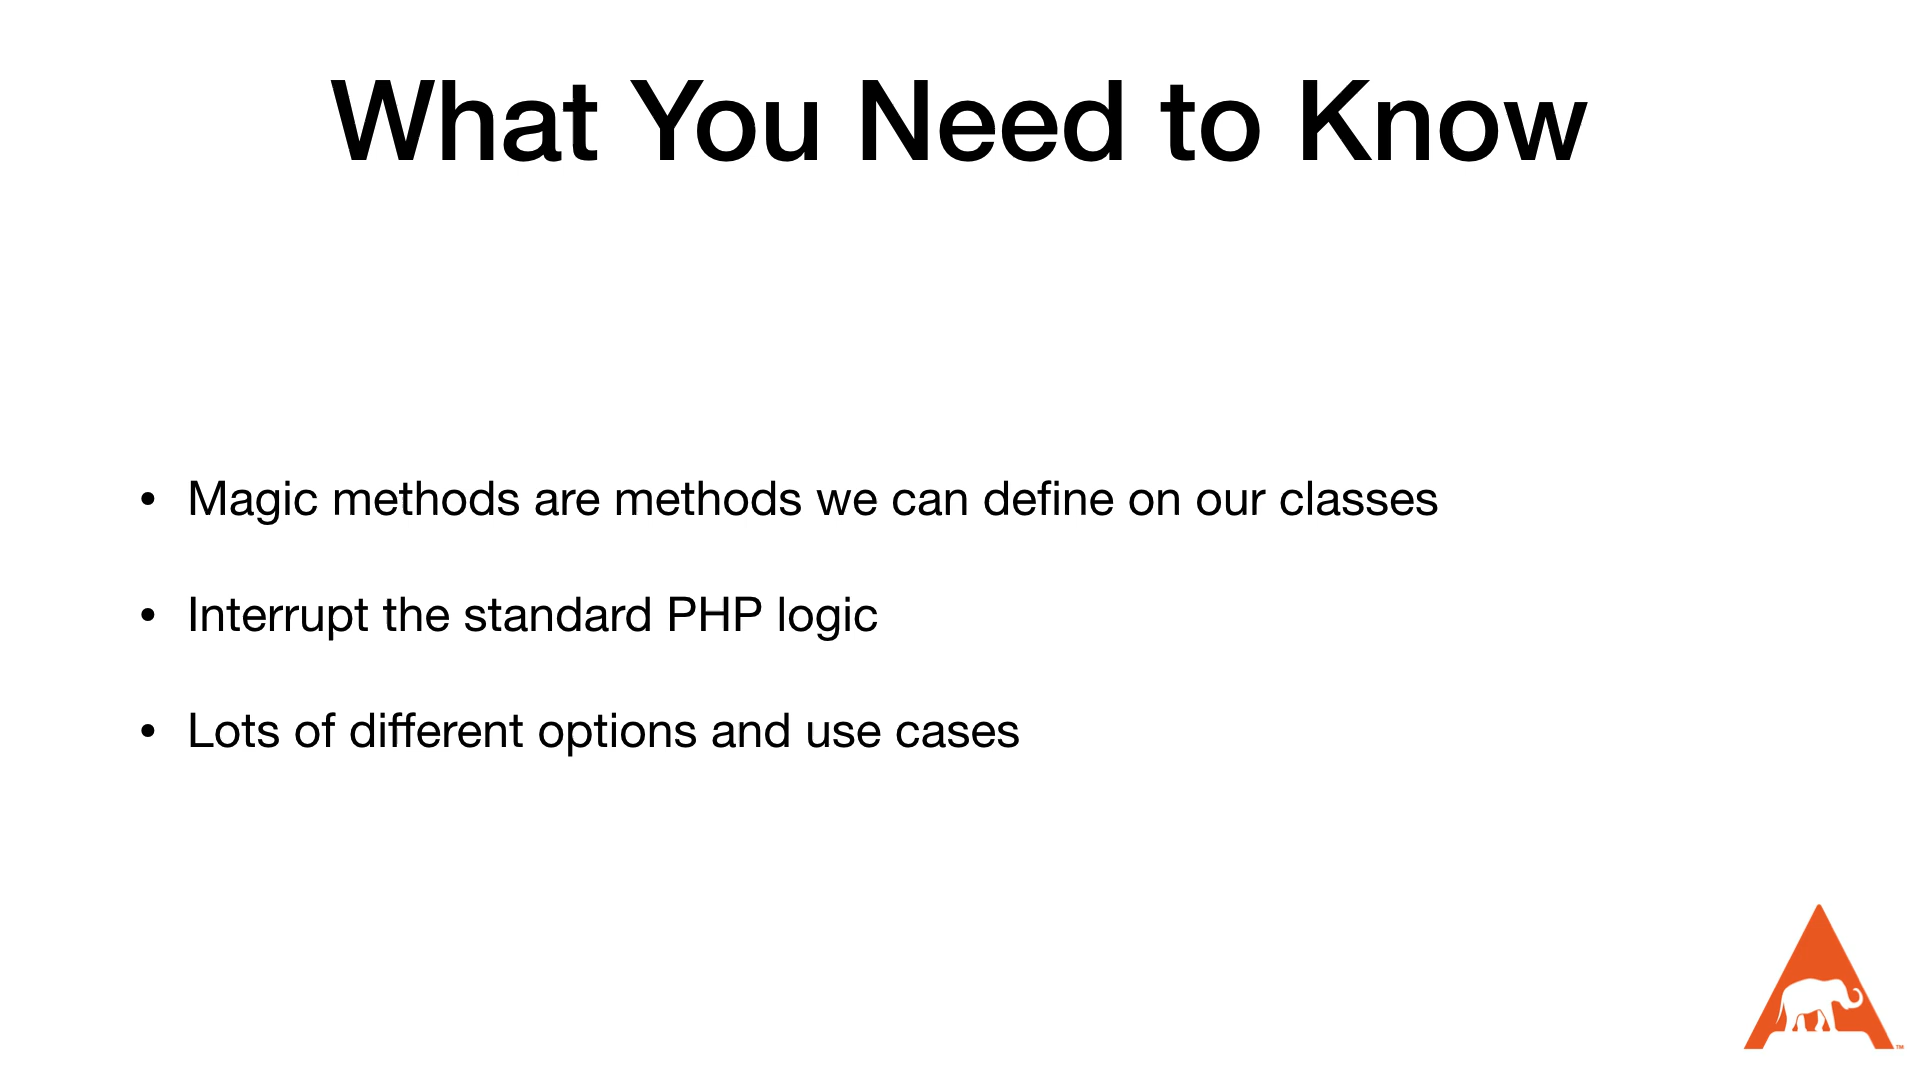 What You Need to Know
• Magic methods are methods we can define on our classes
• Interrupt the standard PHP logic
• Lots of different options and use cases
™